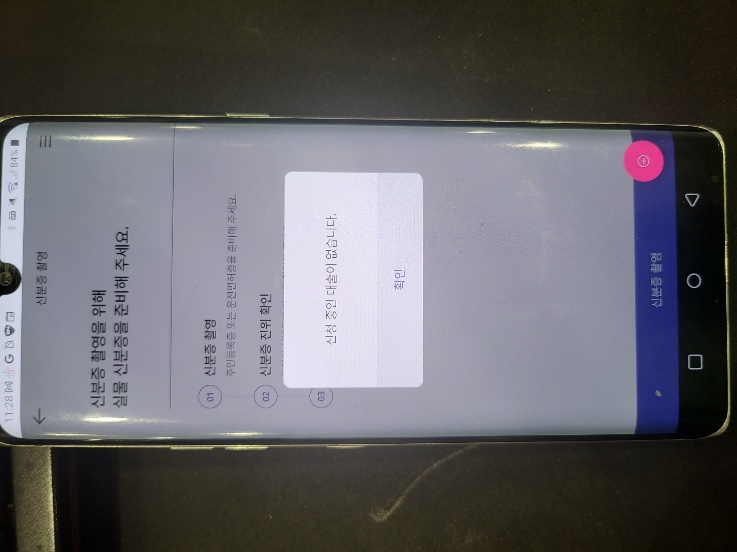 11:28
84%
신분증 촬영
신분증 촬영을 위해
실물 신분증을 준비해 주세요.
01 신분증 촬영
주민등록증 또는 운전면허증을 준비해 주세요.
02 신분증 진위 확인
03
신청 중인 대출이 없습니다.
확인
신분증 촬영